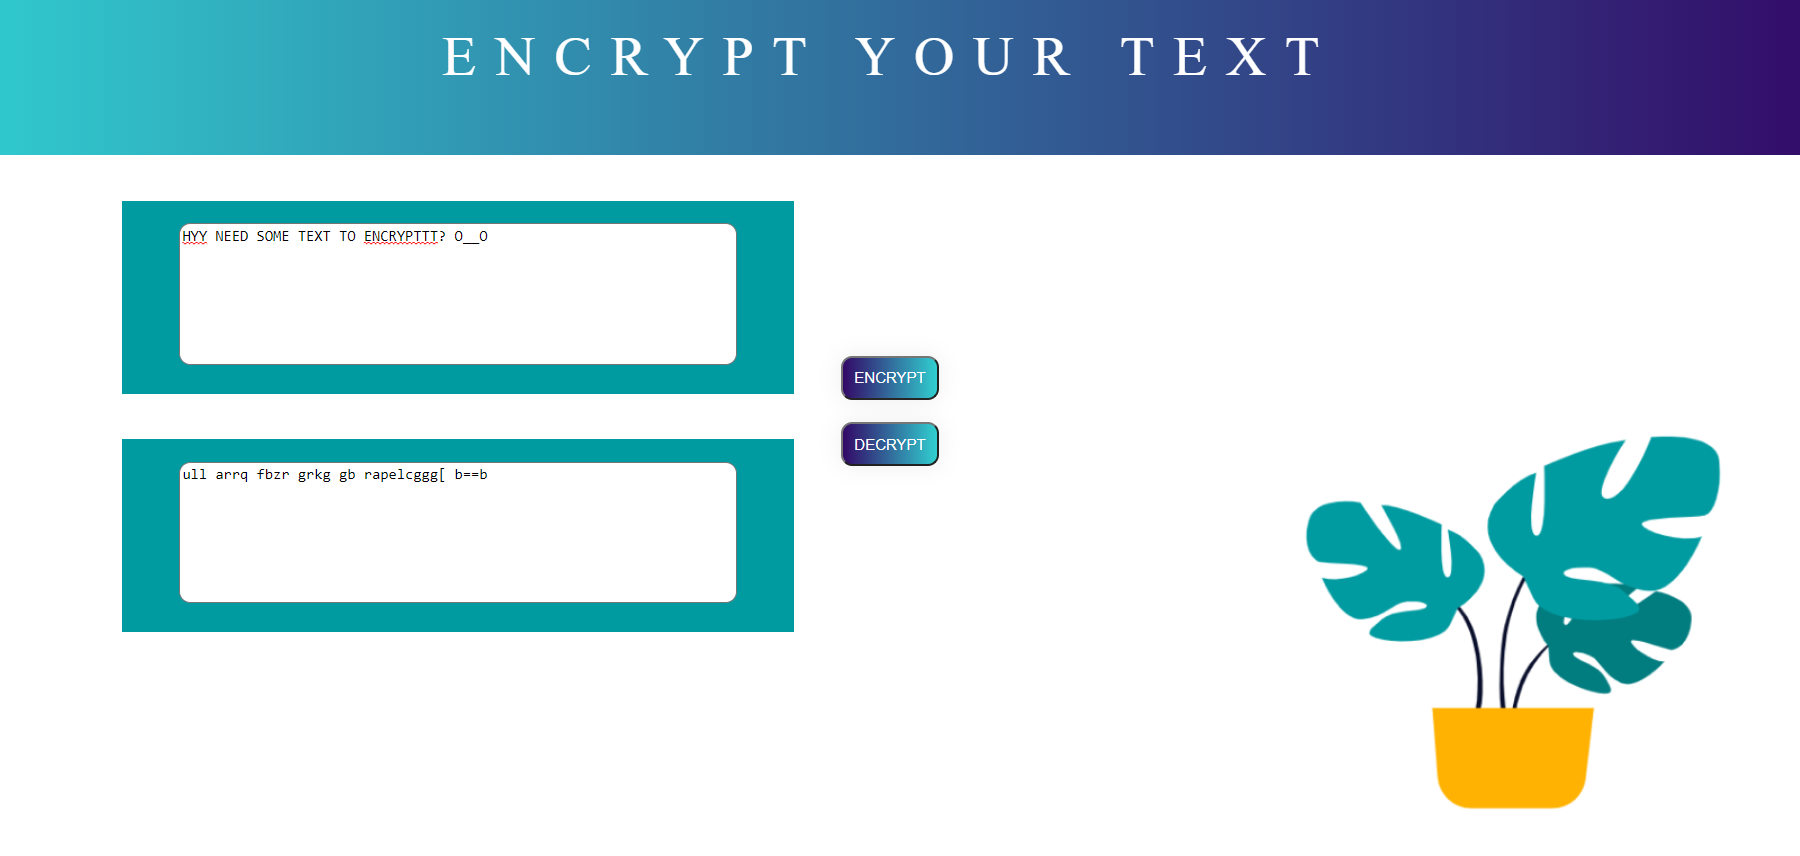 ENCRYPT YOUR TEXT
HYY NEED SOME TEXT TO ENCRYPTTT? O__O
ENCRYPT
DECRYPT
ull arrq fbzr grkg gb rapelcggg[ b==b